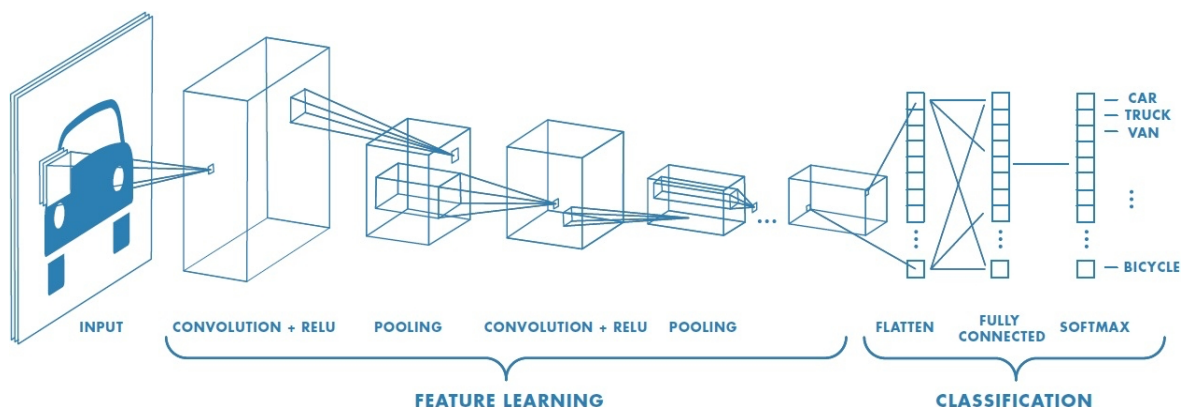 CAR
TRUCK
VAN
BICYCLE
INPUT
CONVOLUTION + RELU
POOLING
CONVOLUTION + RELU
POOLING
FLATTEN
FULLY
CONNECTED
SOFTMAX
FEATURE LEARNING
CLASSIFICATION